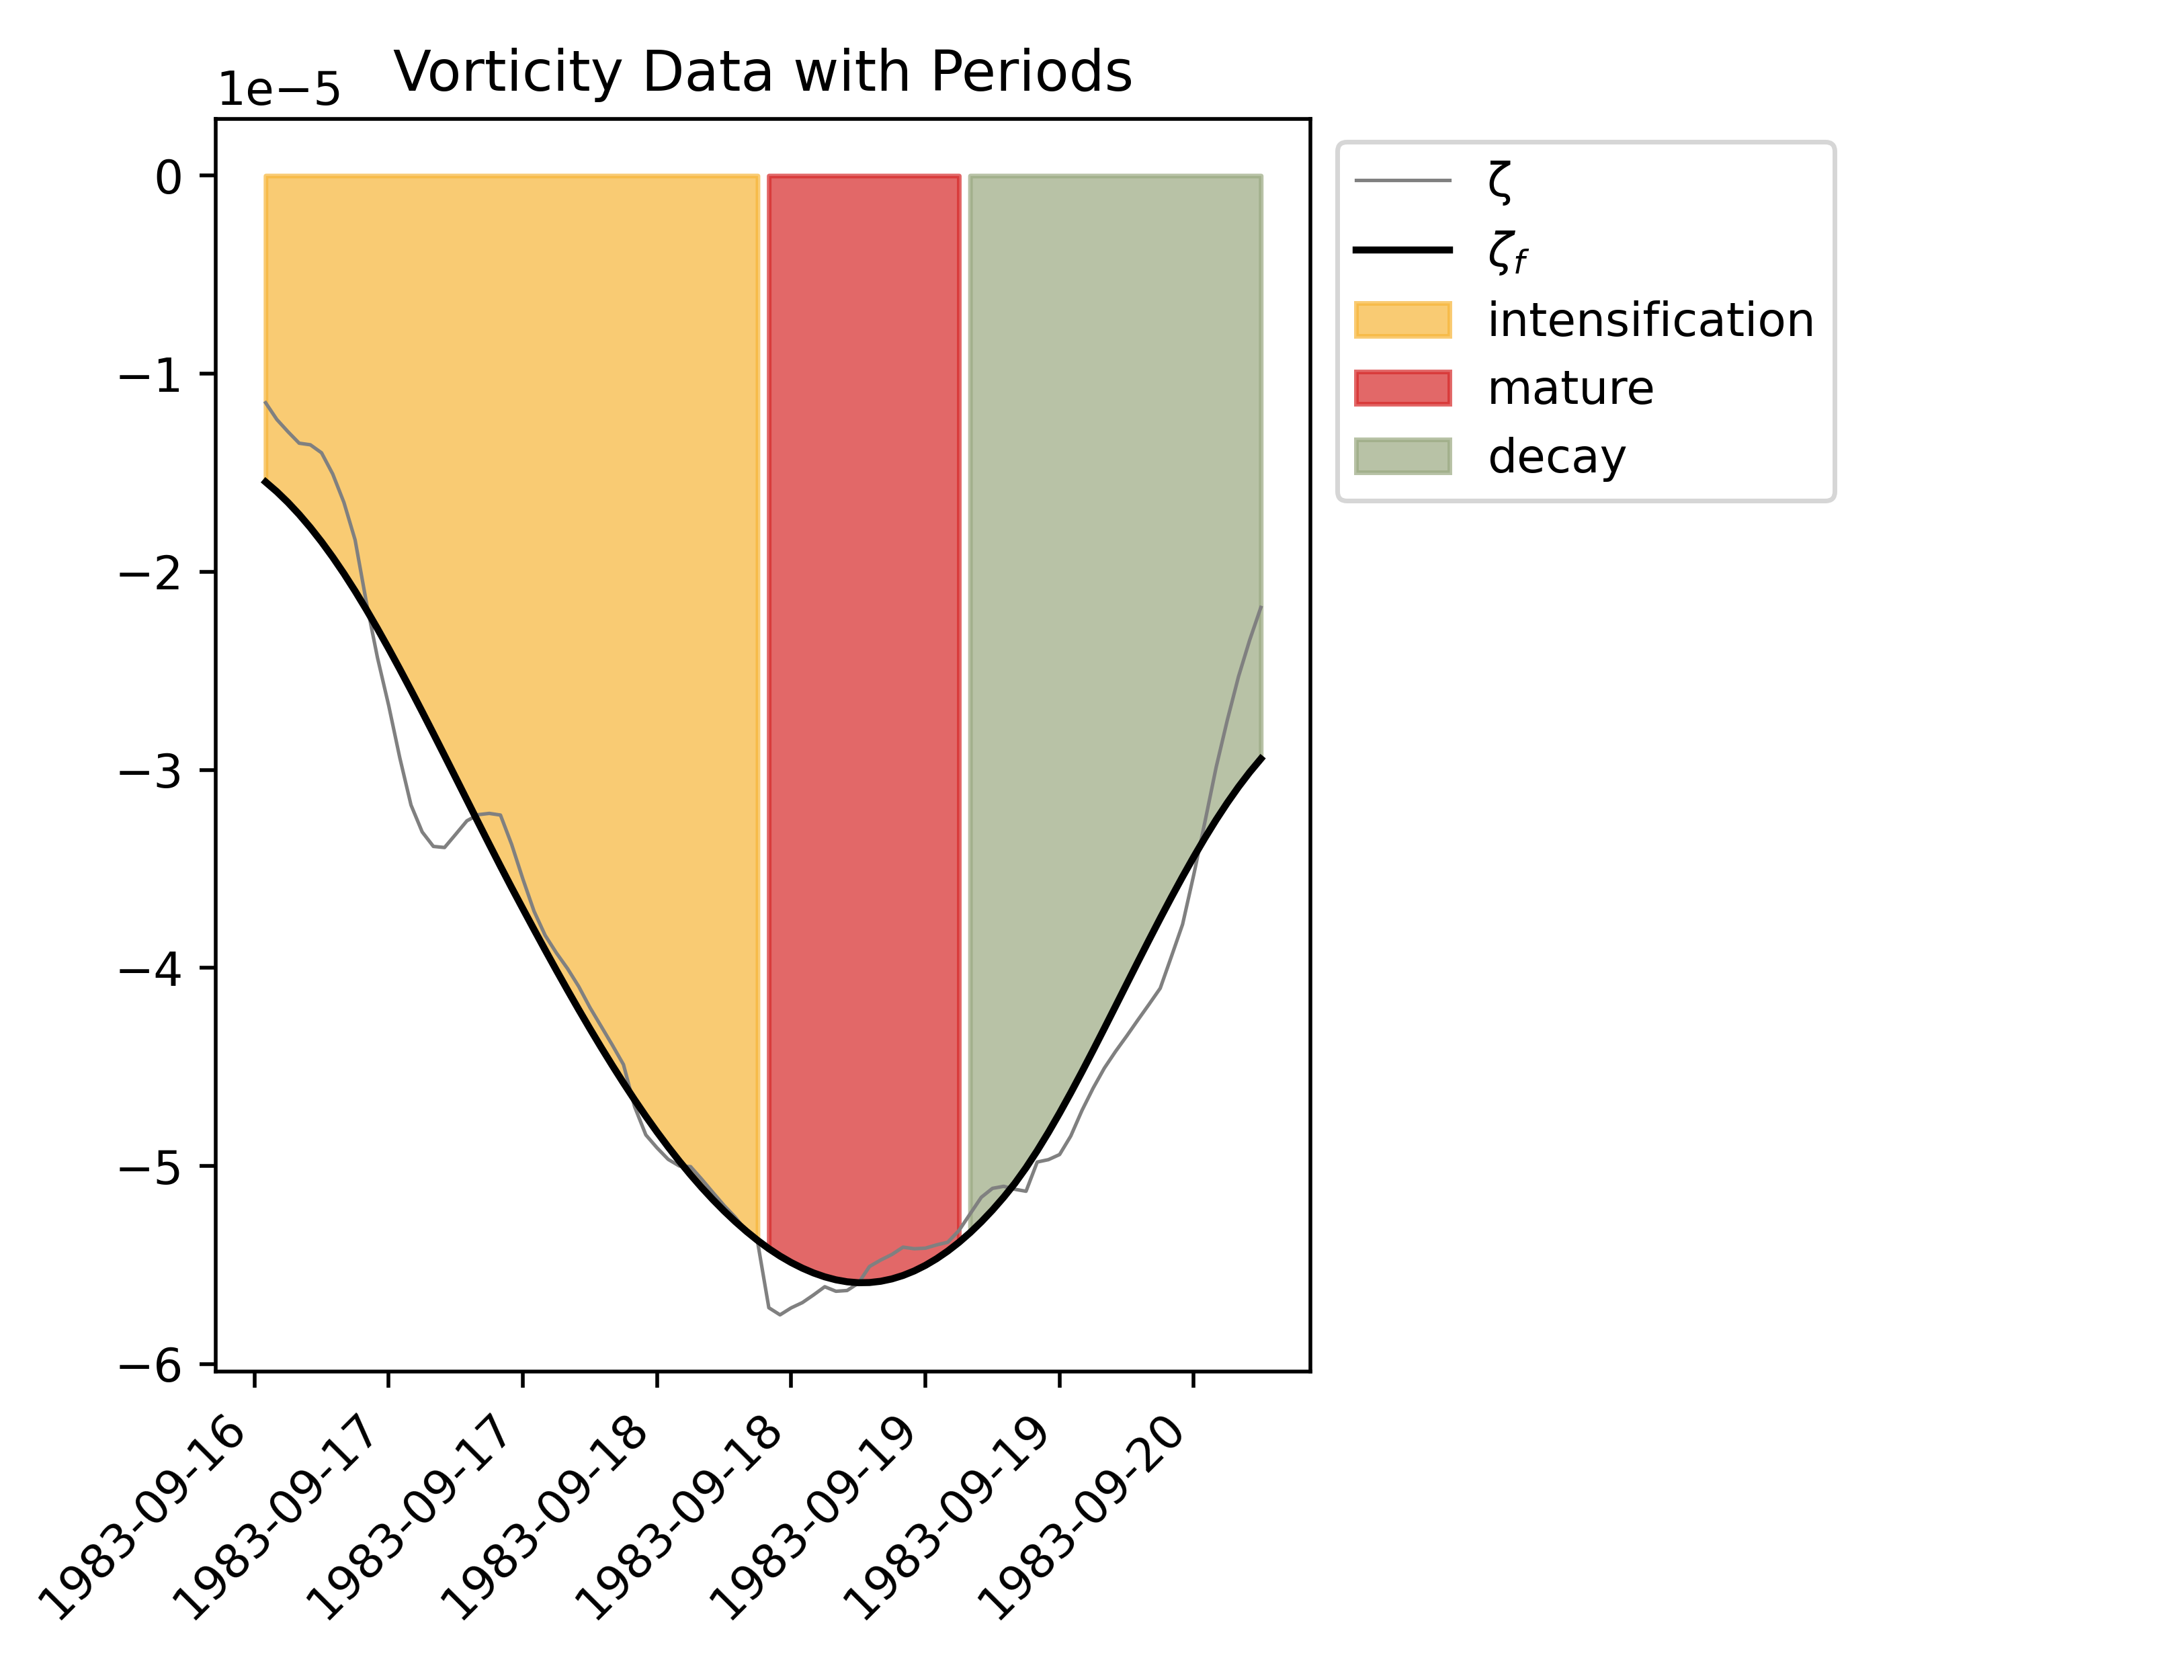 Vorticity Data with Periods
1e−5
0
−1
−2
−3
−4
−5
−6
1983-09-16
1983-09-17
1983-09-17
1983-09-18
1983-09-18
1983-09-19
1983-09-19
1983-09-20
ζ
ζf
intensification
mature
decay